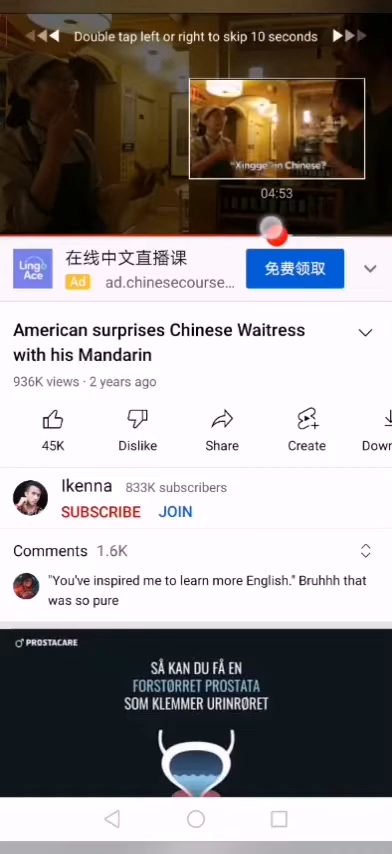 Double tap left or right to skip 10 seconds
"Xingge" in Chinese?
04:53
Lingo
Ace
在线中文直播课
Ad ad.chinesecourse...
免费领取
American surprises Chinese Waitress
with his Mandarin
936K views · 2 years ago
45K
Dislike
Share
Create
Down
Ikenna 833K subscribers
SUBSCRIBE JOIN
Comments 1.6K
"You've inspired me to learn more English." Bruhhh that
was so pure
PROSTACARE
SÅ KAN DU FÅ EN
FORSTØRRET PROSTATA
SOM KLEMMER URINRØRET